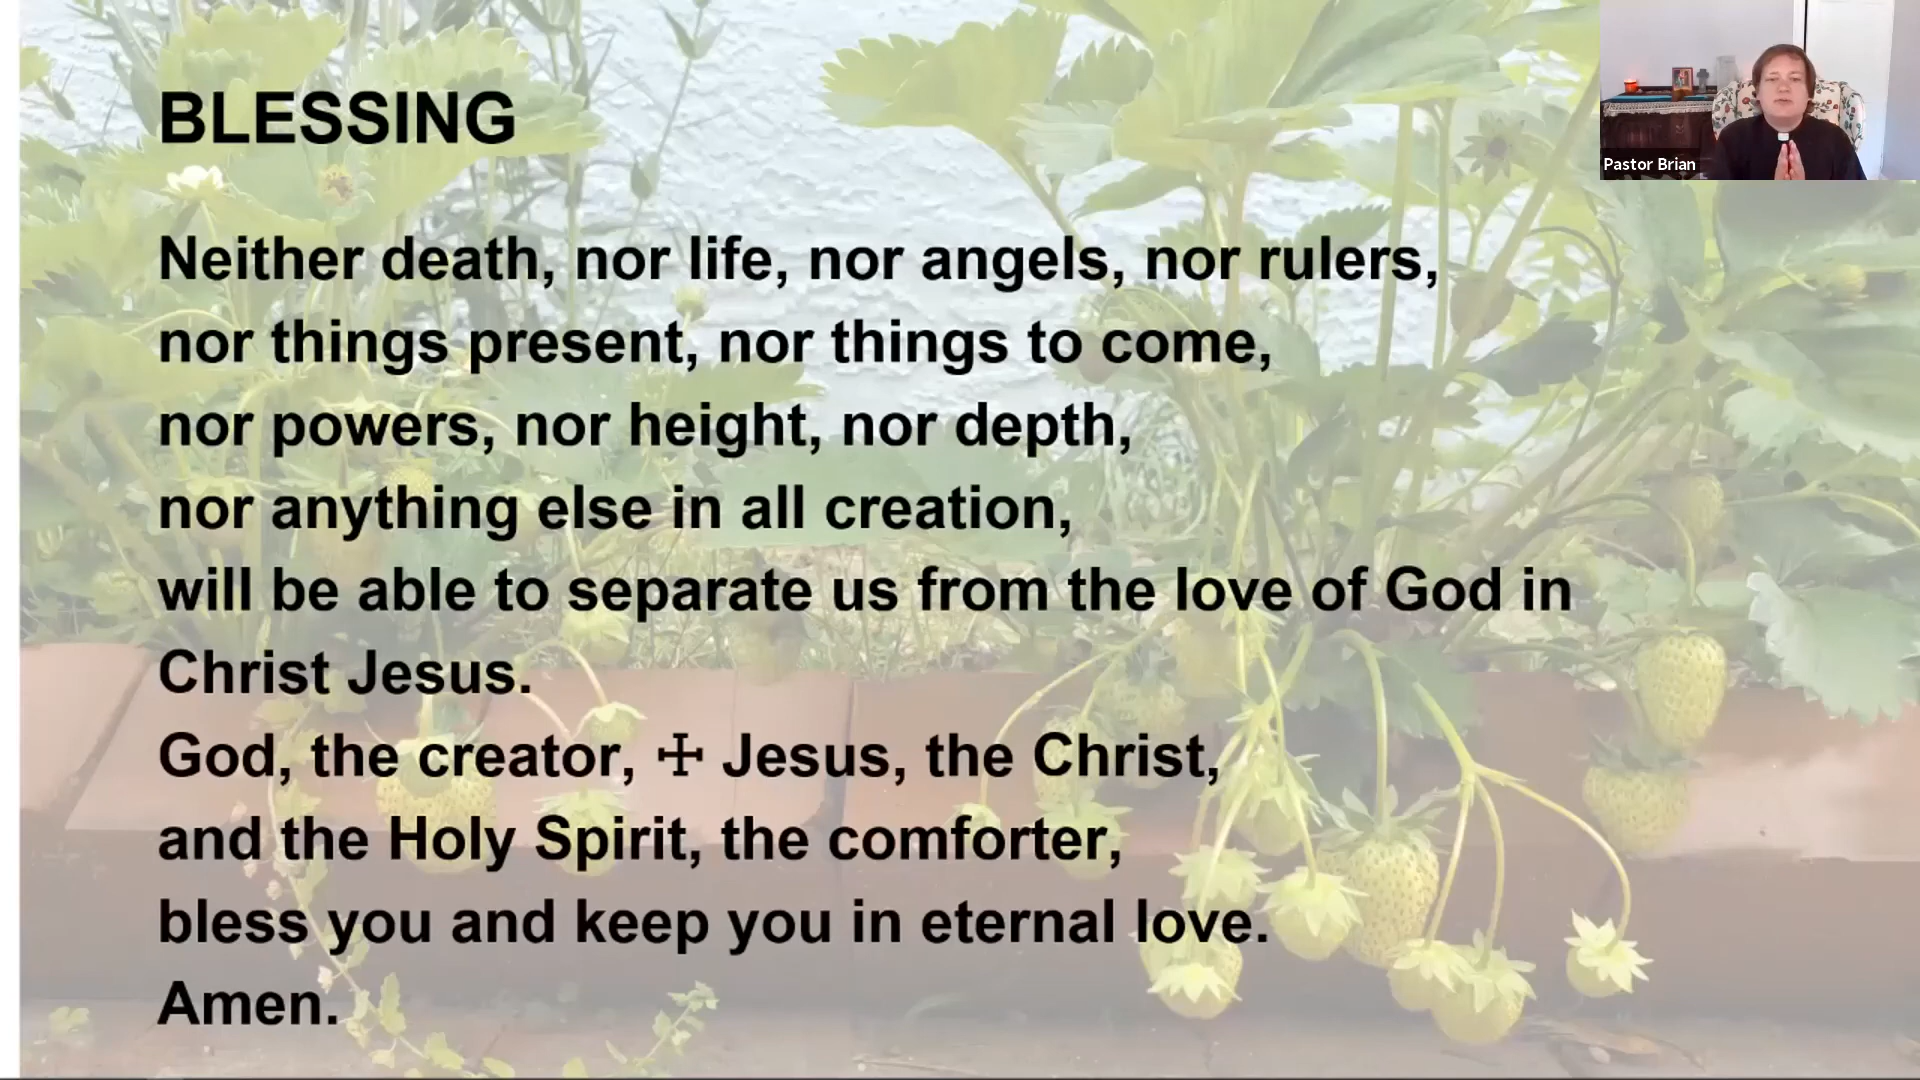 BLESSING
Pastor Brian
Neither death, nor life, nor angels, nor rulers,
nor things present, nor things to come,
nor powers, nor height, nor depth,
nor anything else in all creation,
will be able to separate us from the love of God in
Christ Jesus.
God, the creator, ☩ Jesus, the Christ,
and the Holy Spirit, the comforter,
bless you and keep you in eternal love.
Amen.